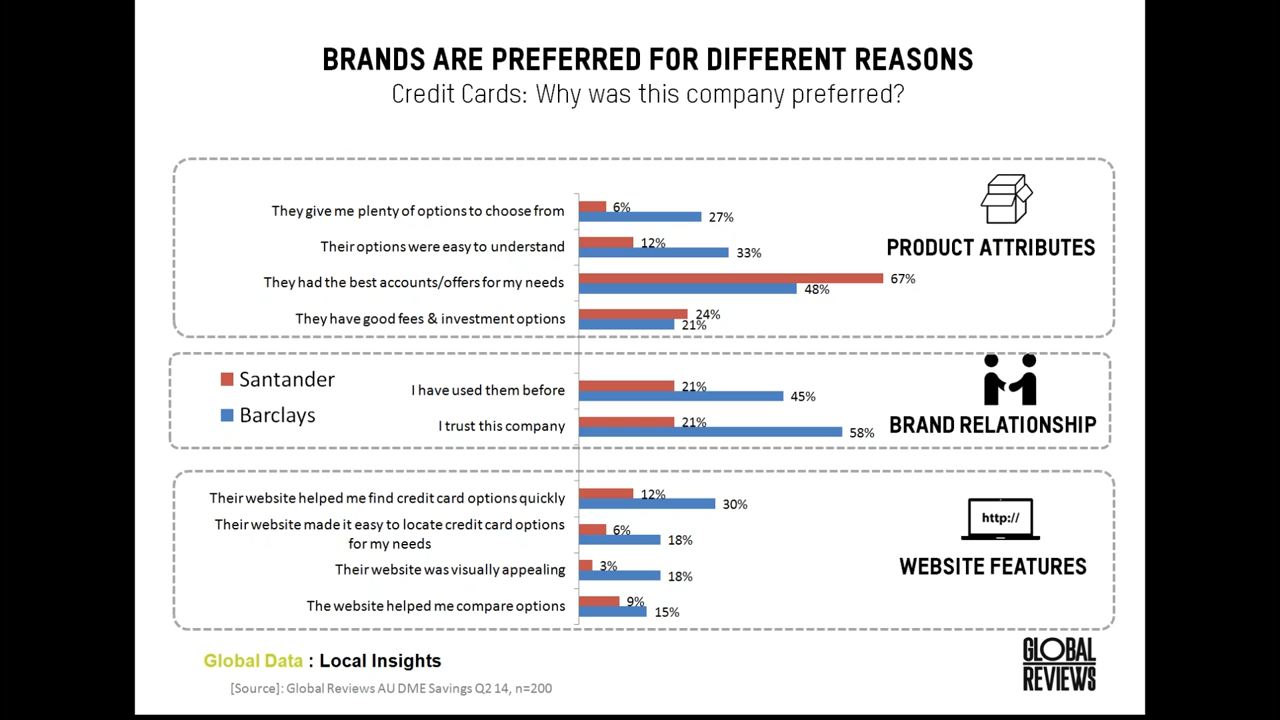 BRANDS ARE PREFERRED FOR DIFFERENT REASONS
Credit Cards: Why was this company preferred?
They give me plenty of options to choose from
6%
27%
Their options were easy to understand
12%
33%
They had the best accounts/offers for my needs
67%
48%
They have good fees & investment options
24%
21%
PRODUCT ATTRIBUTES
Santander
Barclays
I have used them before
21%
45%
I trust this company
21%
58%
BRAND RELATIONSHIP
Their website helped me find credit card options quickly
12%
30%
Their website made it easy to locate credit card options
for my needs
6%
18%
Their website was visually appealing
3%
18%
The website helped me compare options
9%
15%
http://
WEBSITE FEATURES
Global Data : Local Insights
[Source]: Global Reviews AU DME Savings Q2 14, n=200
GLOBAL
REVIEWS